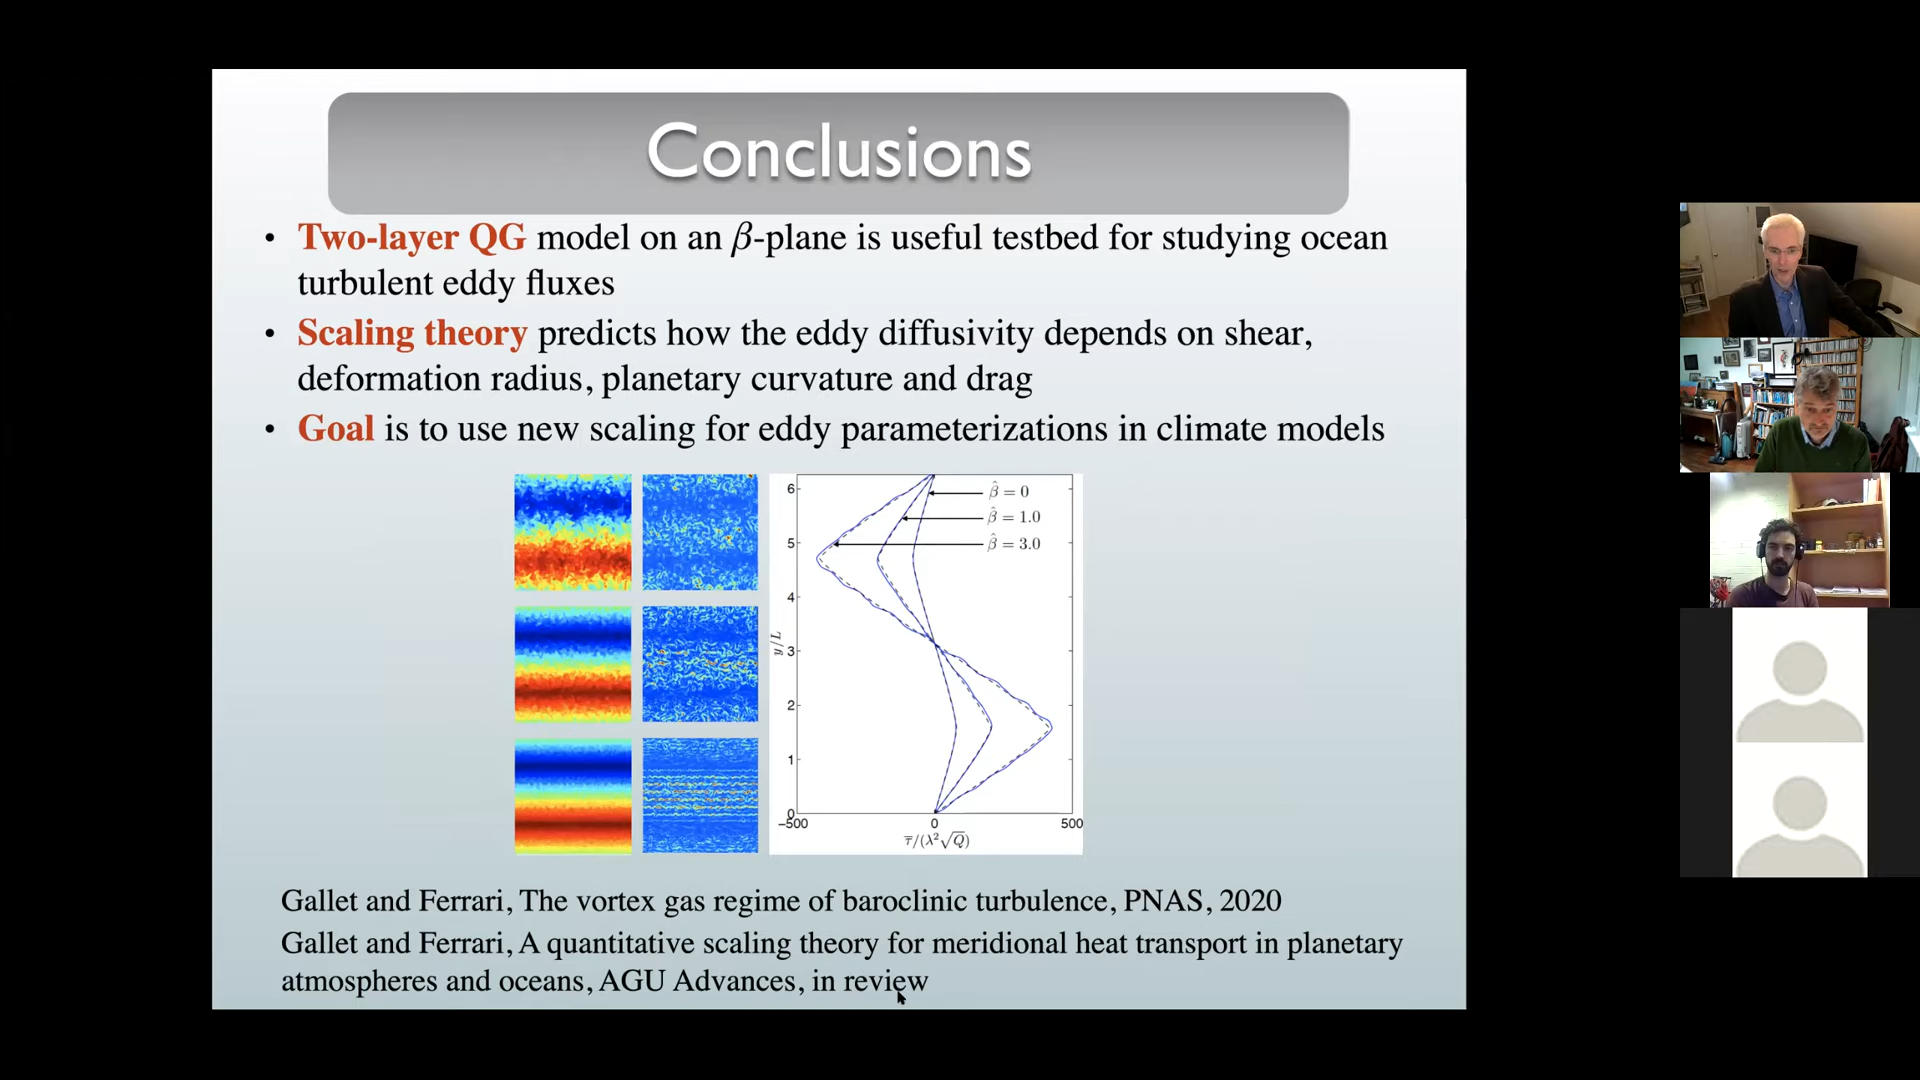 Conclusions
• Two-layer QG model on an β-plane is useful testbed for studying ocean
turbulent eddy fluxes
• Scaling theory predicts how the eddy diffusivity depends on shear,
deformation radius, planetary curvature and drag
• Goal is to use new scaling for eddy parameterizations in climate models
6
5
4
3
2
1
0
y/L
β̂ = 0
β̂ = 1.0
β̂ = 3.0
−500 0 500
τ̅/(λ²√Q)
Gallet and Ferrari, The vortex gas regime of baroclinic turbulence, PNAS, 2020
Gallet and Ferrari, A quantitative scaling theory for meridional heat transport in planetary
atmospheres and oceans, AGU Advances, in review